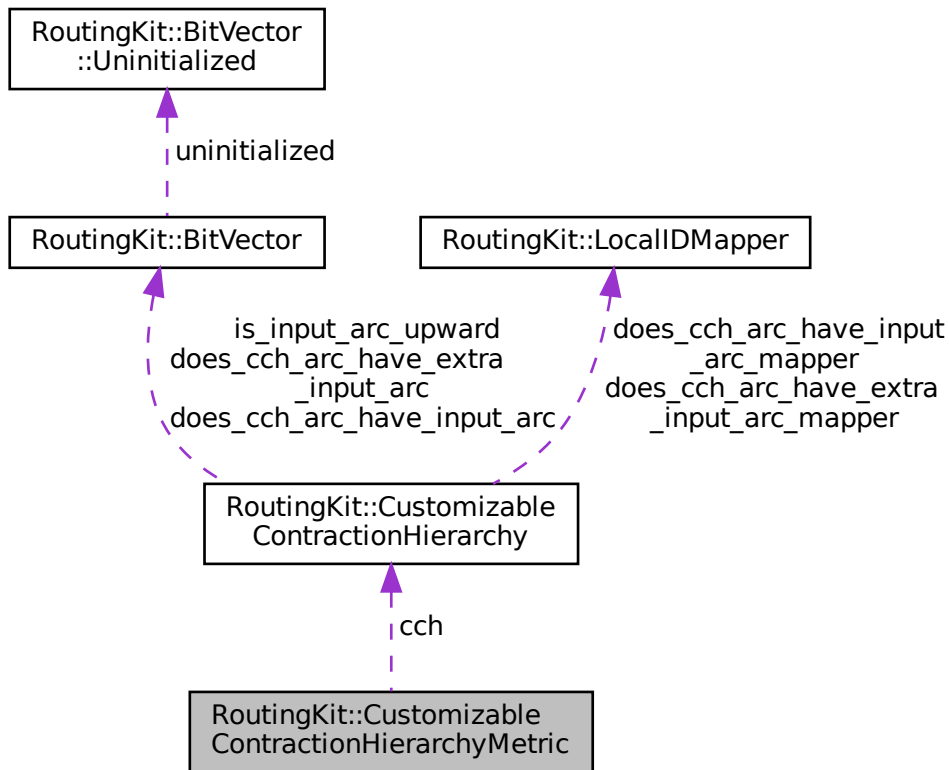 RoutingKit::BitVector
::Uninitialized
uninitialized
RoutingKit::BitVector
RoutingKit::LocalIDMapper
is_input_arc_upward
does_cch_arc_have_extra
_input_arc
does_cch_arc_have_input_arc
does_cch_arc_have_input
_arc_mapper
does_cch_arc_have_extra
_input_arc_mapper
RoutingKit::Customizable
ContractionHierarchy
cch
RoutingKit::Customizable
ContractionHierarchyMetric